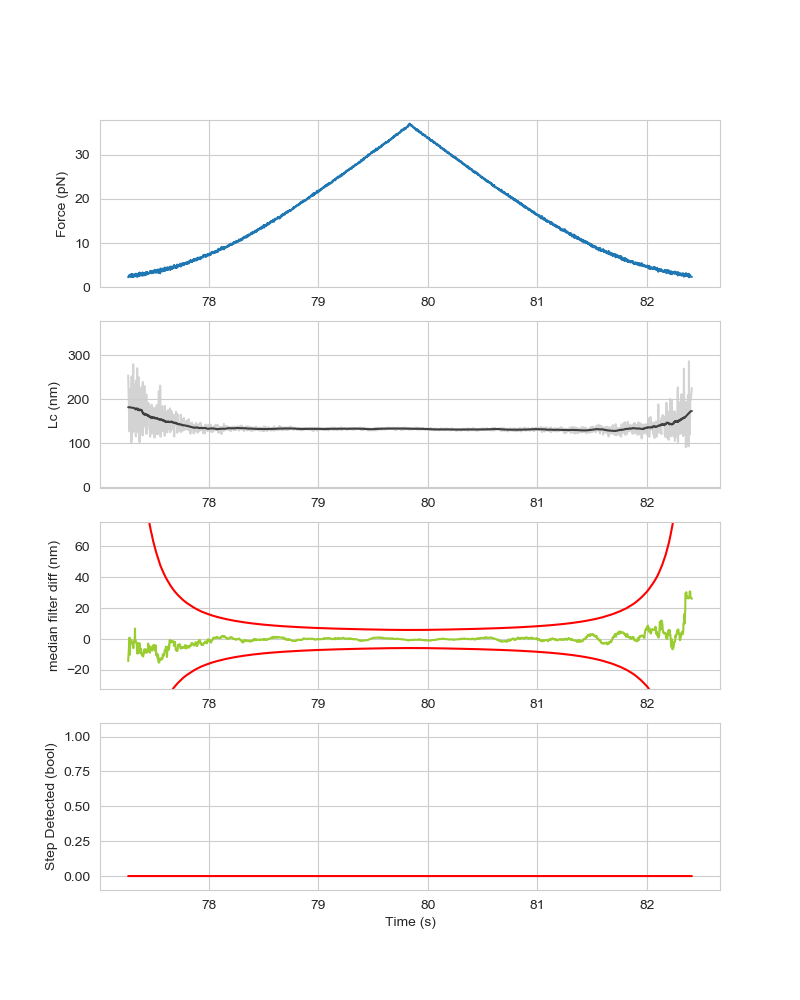 Force (pN)
30
20
10
0
78 79 80 81 82
Lc (nm)
300
200
100
0
78 79 80 81 82
median filter diff (nm)
60
40
20
0
−20
78 79 80 81 82
Step Detected (bool)
1.00
0.75
0.50
0.25
0.00
78 79 80 81 82
Time (s)